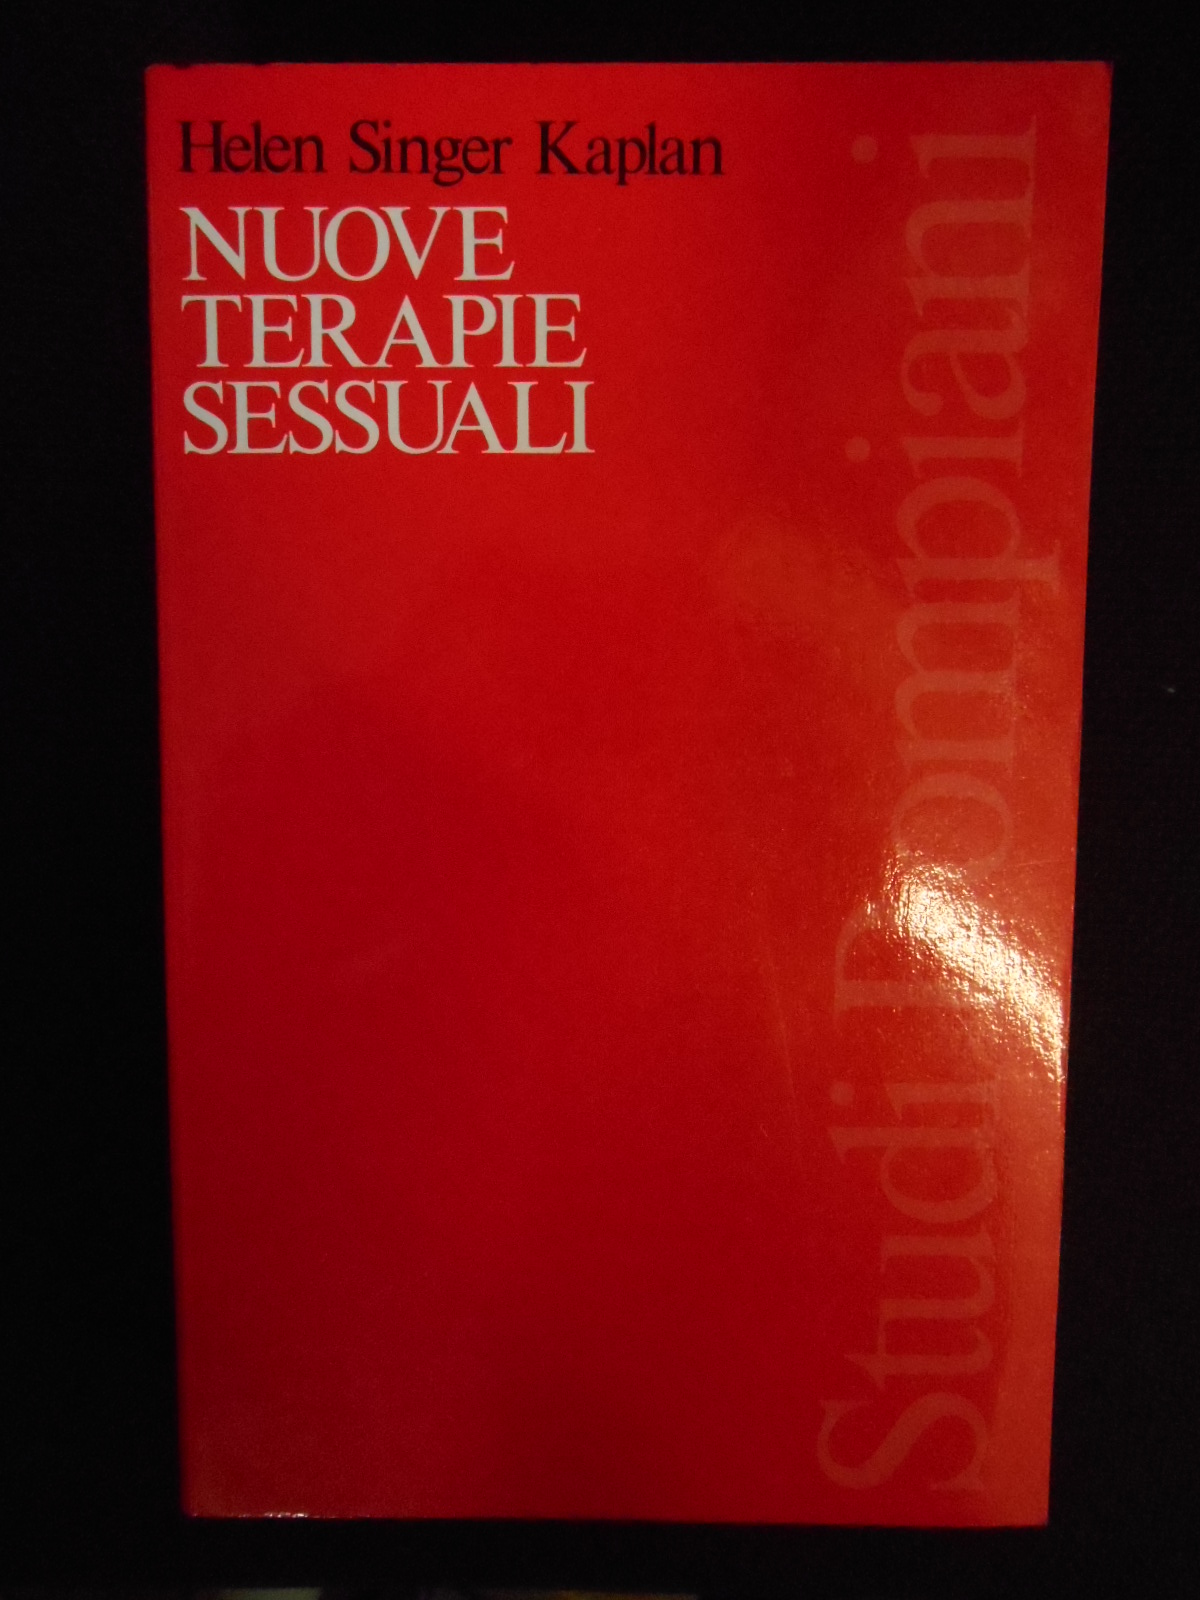 Helen Singer Kaplan
NUOVE
TERAPIE
SESSUALI
Studi Bompiani